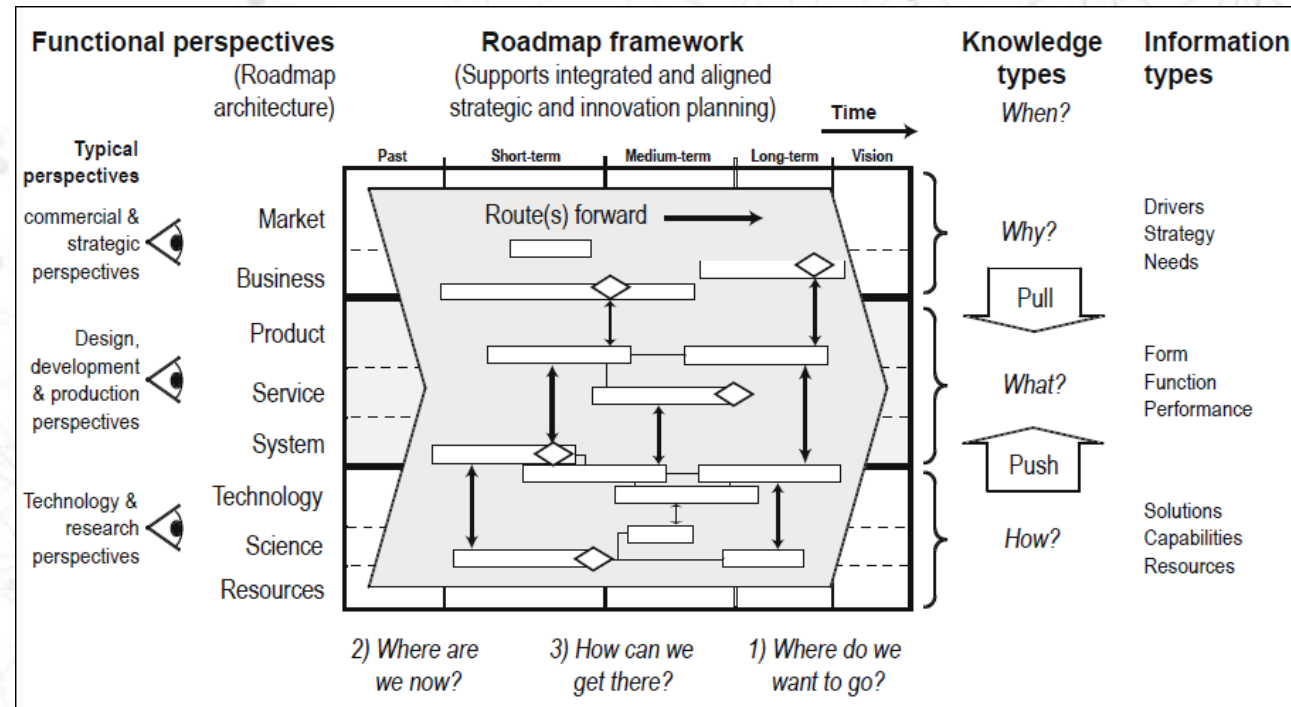 Functional perspectives
(Roadmap
architecture)
Roadmap framework
(Supports integrated and aligned
strategic and innovation planning)
Knowledge
types
When?
Information
types
Time
Typical
perspectives
Past
Short-term
Medium-term
Long-term
Vision
commercial &
strategic
perspectives
Market
Business
Route(s) forward
Why?
Drivers
Strategy
Needs
Pull
Design,
development
& production
perspectives
Product
Service
System
What?
Form
Function
Performance
Push
Technology &
research
perspectives
Technology
Science
Resources
How?
Solutions
Capabilities
Resources
2) Where are
we now?
3) How can we
get there?
1) Where do we
want to go?